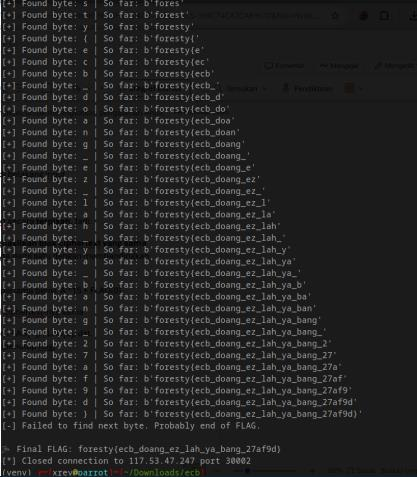 [+] Found byte: s | So far: b'fores'
[+] Found byte: t | So far: b'forest'
[+] Found byte: y | So far: b'foresty'
[+] Found byte: { | So far: b'foresty{'
[+] Found byte: e | So far: b'foresty{e'
[+] Found byte: c | So far: b'foresty{ec'
[+] Found byte: b | So far: b'foresty{ecb'
[+] Found byte: _ | So far: b'foresty{ecb_'
[+] Found byte: d | So far: b'foresty{ecb_d'
[+] Found byte: o | So far: b'foresty{ecb_do'
[+] Found byte: a | So far: b'foresty{ecb_doa'
[+] Found byte: n | So far: b'foresty{ecb_doan'
[+] Found byte: g | So far: b'foresty{ecb_doang'
[+] Found byte: _ | So far: b'foresty{ecb_doang_'
[+] Found byte: e | So far: b'foresty{ecb_doang_e'
[+] Found byte: z | So far: b'foresty{ecb_doang_ez'
[+] Found byte: _ | So far: b'foresty{ecb_doang_ez_'
[+] Found byte: l | So far: b'foresty{ecb_doang_ez_l'
[+] Found byte: a | So far: b'foresty{ecb_doang_ez_la'
[+] Found byte: h | So far: b'foresty{ecb_doang_ez_lah'
[+] Found byte: _ | So far: b'foresty{ecb_doang_ez_lah_'
[+] Found byte: y | So far: b'foresty{ecb_doang_ez_lah_y'
[+] Found byte: a | So far: b'foresty{ecb_doang_ez_lah_ya'
[+] Found byte: _ | So far: b'foresty{ecb_doang_ez_lah_ya_'
[+] Found byte: b | So far: b'foresty{ecb_doang_ez_lah_ya_b'
[+] Found byte: a | So far: b'foresty{ecb_doang_ez_lah_ya_ba'
[+] Found byte: n | So far: b'foresty{ecb_doang_ez_lah_ya_ban'
[+] Found byte: g | So far: b'foresty{ecb_doang_ez_lah_ya_bang'
[+] Found byte: _ | So far: b'foresty{ecb_doang_ez_lah_ya_bang_'
[+] Found byte: 2 | So far: b'foresty{ecb_doang_ez_lah_ya_bang_2'
[+] Found byte: 7 | So far: b'foresty{ecb_doang_ez_lah_ya_bang_27'
[+] Found byte: a | So far: b'foresty{ecb_doang_ez_lah_ya_bang_27a'
[+] Found byte: f | So far: b'foresty{ecb_doang_ez_lah_ya_bang_27af'
[+] Found byte: 9 | So far: b'foresty{ecb_doang_ez_lah_ya_bang_27af9'
[+] Found byte: d | So far: b'foresty{ecb_doang_ez_lah_ya_bang_27af9d'
[+] Found byte: } | So far: b'foresty{ecb_doang_ez_lah_ya_bang_27af9d}'
[-] Failed to find next byte. Probably end of FLAG.
Final FLAG: foresty{ecb_doang_ez_lah_ya_bang_27af9d}
[*] Closed connection to 117.53.47.247 port 30002
(venv) [xrev@parrot]-[~/Downloads/ecb]